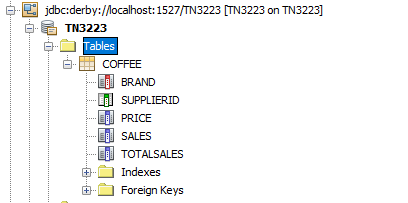 jdbc:derby://localhost:1527/TN3223 [TN3223 on TN3223]
TN3223
Tables
COFFEE
BRAND
SUPPLIERID
PRICE
SALES
TOTALSALES
Indexes
Foreign Keys